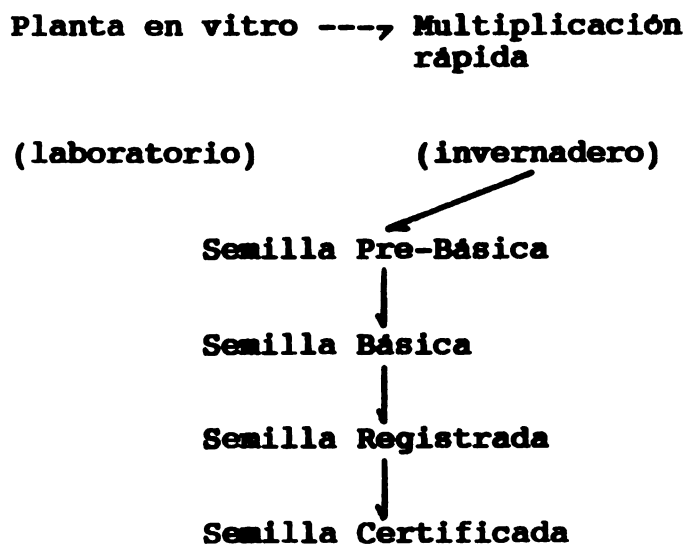 Planta en vitro ---> Multiplicación
rápida
(laboratorio) (invernadero)
Semilla Pre-Básica
Semilla Básica
Semilla Registrada
Semilla Certificada